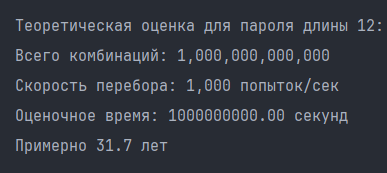 Теоретическая оценка для пароля длины 12:
Всего комбинаций: 1,000,000,000,000
Скорость перебора: 1,000 попыток/сек
Оценочное время: 1000000000.00 секунд
Примерно 31.7 лет